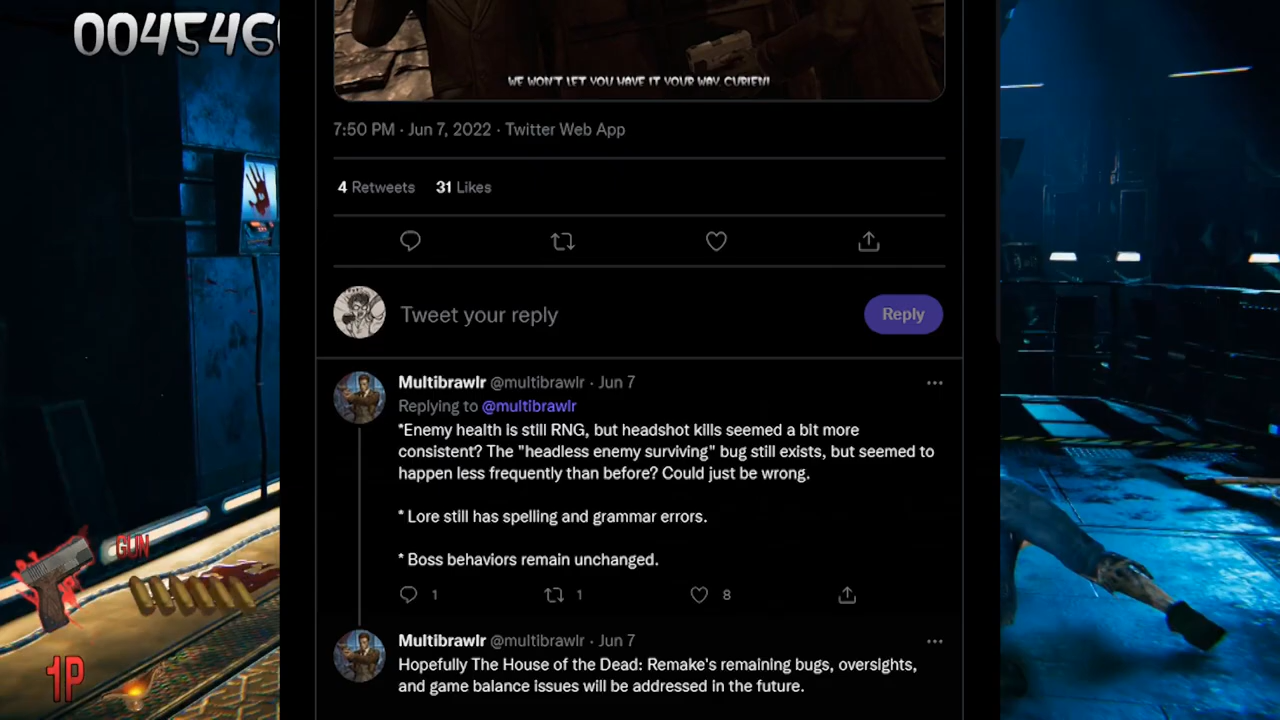 004546
WE WON'T LET YOU HAVE IT YOUR WAY, CURIEN!
7:50 PM · Jun 7, 2022 · Twitter Web App
4 Retweets 31 Likes
Tweet your reply
Reply
Multibrawlr @multibrawlr · Jun 7
Replying to @multibrawlr
*Enemy health is still RNG, but headshot kills seemed a bit more
consistent? The "headless enemy surviving" bug still exists, but seemed to
happen less frequently than before? Could just be wrong.
* Lore still has spelling and grammar errors.
* Boss behaviors remain unchanged.
1 1 8
Multibrawlr @multibrawlr · Jun 7
Hopefully The House of the Dead: Remake's remaining bugs, oversights,
and game balance issues will be addressed in the future.
GUN
1P